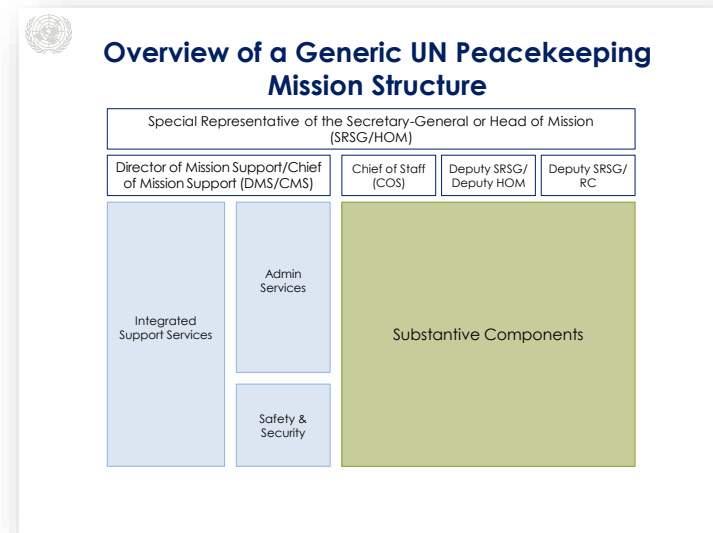 Overview of a Generic UN Peacekeeping
Mission Structure
Special Representative of the Secretary-General or Head of Mission
(SRSG/HOM)
Director of Mission Support/Chief
of Mission Support (DMS/CMS)
Chief of Staff
(COS)
Deputy SRSG/
Deputy HOM
Deputy SRSG/
RC
Integrated
Support Services
Admin
Services
Safety &
Security
Substantive Components